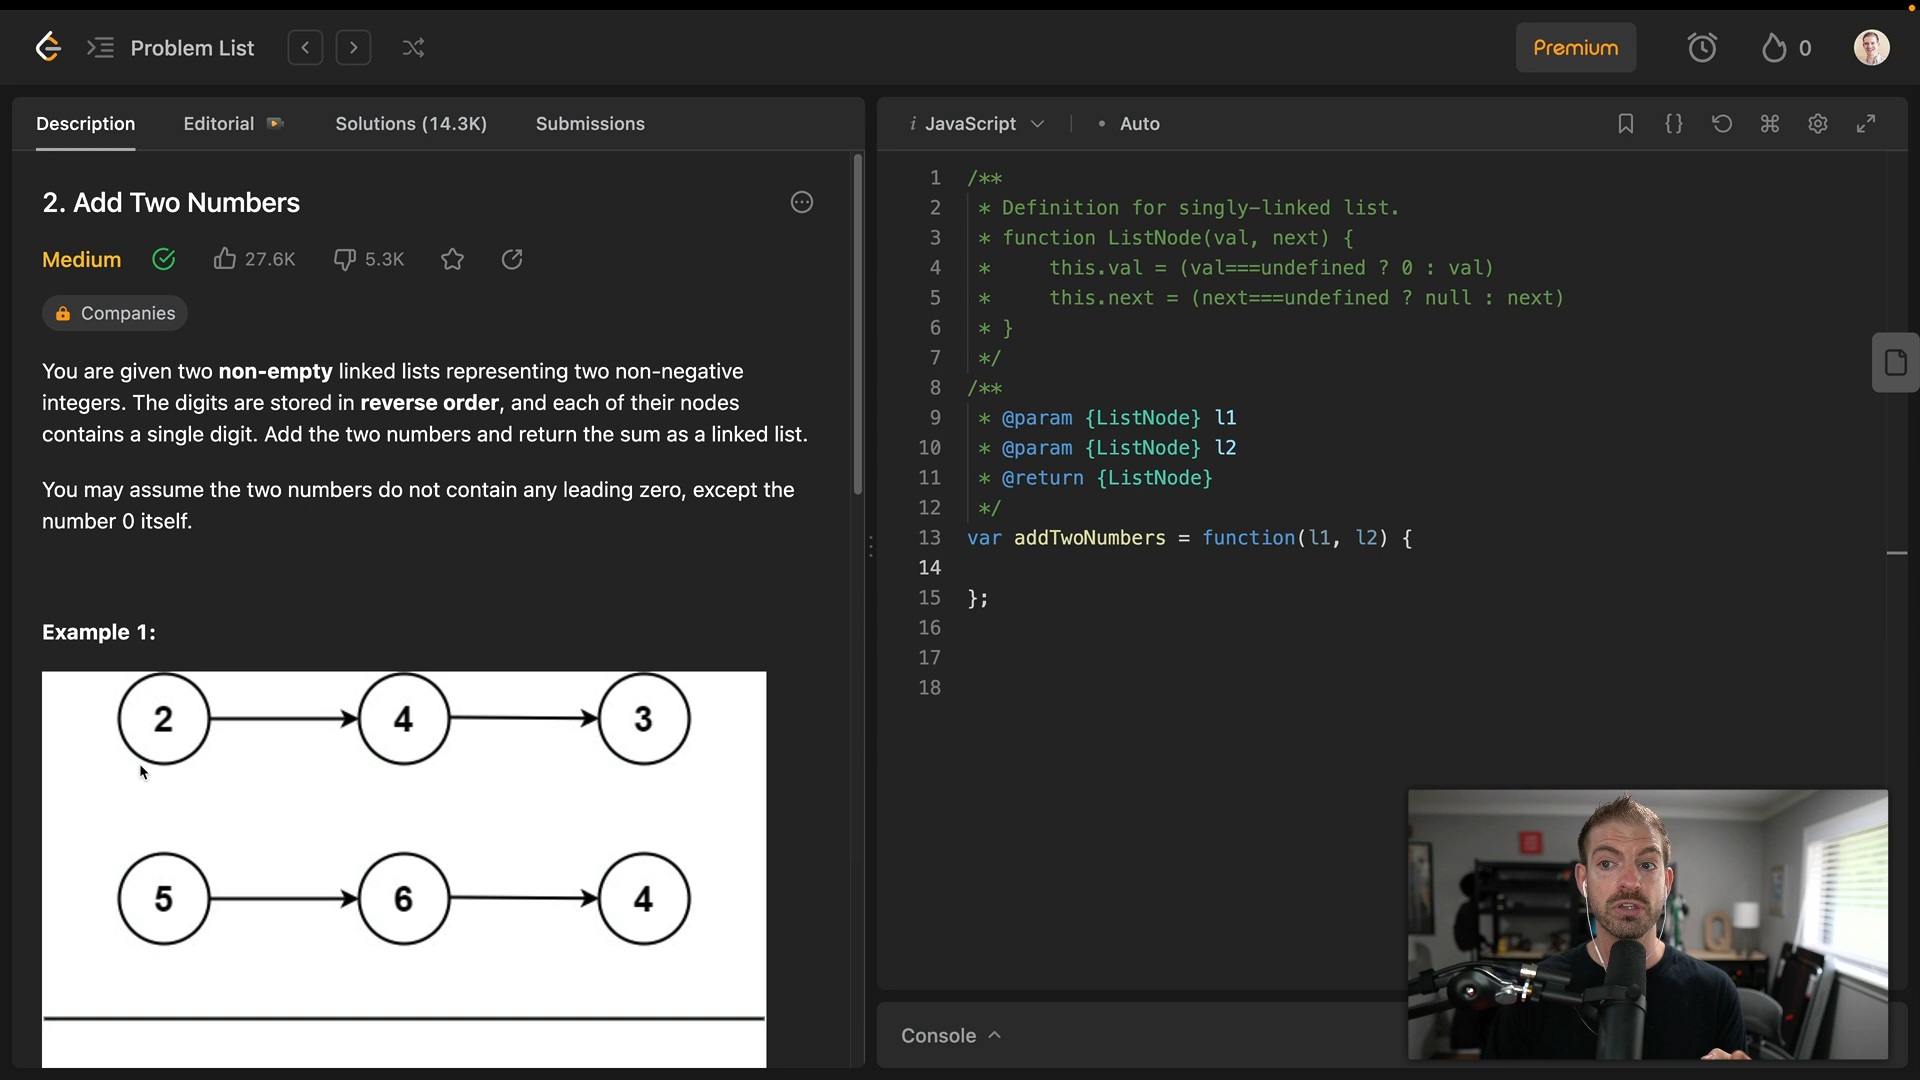 Problem List
Premium
0
Description
Editorial
Solutions (14.3K)
Submissions
2. Add Two Numbers
Medium
27.6K
5.3K
Companies
You are given two non-empty linked lists representing two non-negative
integers. The digits are stored in reverse order, and each of their nodes
contains a single digit. Add the two numbers and return the sum as a linked list.
You may assume the two numbers do not contain any leading zero, except the
number 0 itself.
Example 1:
2 4 3
5 6 4
i JavaScript
• Auto
1 /**
2 * Definition for singly-linked list.
3 * function ListNode(val, next) {
4 *     this.val = (val===undefined ? 0 : val)
5 *     this.next = (next===undefined ? null : next)
6 * }
7 */
8 /**
9 * @param {ListNode} l1
10 * @param {ListNode} l2
11 * @return {ListNode}
12 */
13 var addTwoNumbers = function(l1, l2) {
14
15 };
16
17
18
Console